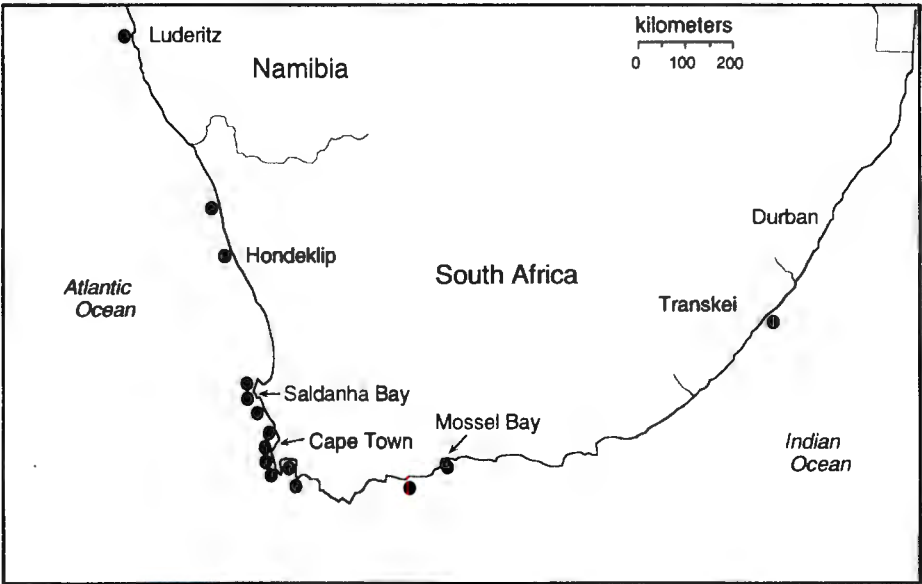 Luderitz
Namibia
kilometers
0 100 200
Durban
Hondeklip
South Africa
Atlantic
Ocean
Transkei
Saldanha Bay
Mossel Bay
Cape Town
Indian
Ocean